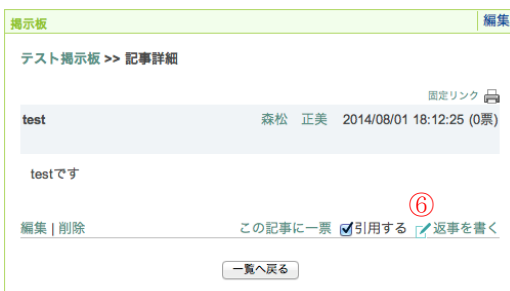 掲示板 編集
テスト掲示板 >> 記事詳細
固定リンク
test 森松 正美 2014/08/01 18:12:25 (0票)
testです
⑥
編集 | 削除 この記事に一票 引用する 返事を書く
一覧へ戻る